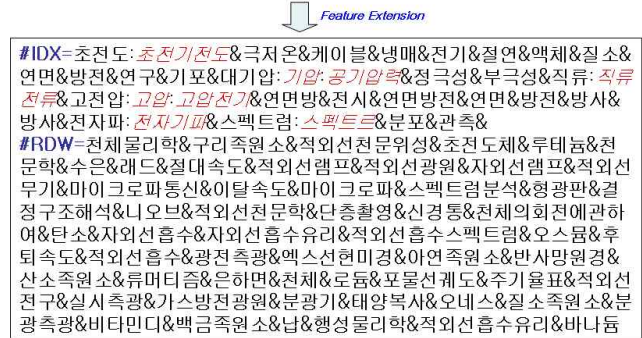 Feature Extension
#IDX=초전도:초전기전도&극저온&케이블&냉매&전기&절연&액체&질소&
연면&방전&연구&기포&대기압:기압:공기압력&정극성&부극성&직류:직류
전류&고전압:고압:고압전기&연면방&전시&연면방전&연면&방전&방사&
방사&전자파:전자기파&스펙트럼:스펙트르&분포&관측&
#RDW=천체물리학&구리족원소&적외선천문위성&초전도체&루테늄&천
문학&수은&래드&절대속도&적외선램프&적외선광원&자외선램프&적외선
무기&마이크로파통신&이탈속도&마이크로파&스펙트럼분석&형광판&결
정구조해석&니오브&적외선천문학&단층촬영&신경통&천체의회전에관하
여&탄소&자외선흡수&자외선흡수유리&적외선흡수스펙트럼&오스뮴&후
퇴속도&적외선흡수&광전측광&엑스선현미경&아연족원소&반사망원경&
산소족원소&류머티즘&은하면&천체&로듐&포물선궤도&주기율표&적외선
전구&실시측광&가스방전광원&분광기&태양복사&오네스&질소족원소&분
광측광&비타민디&백금족원소&납&행성물리학&적외선흡수유리&바나듐